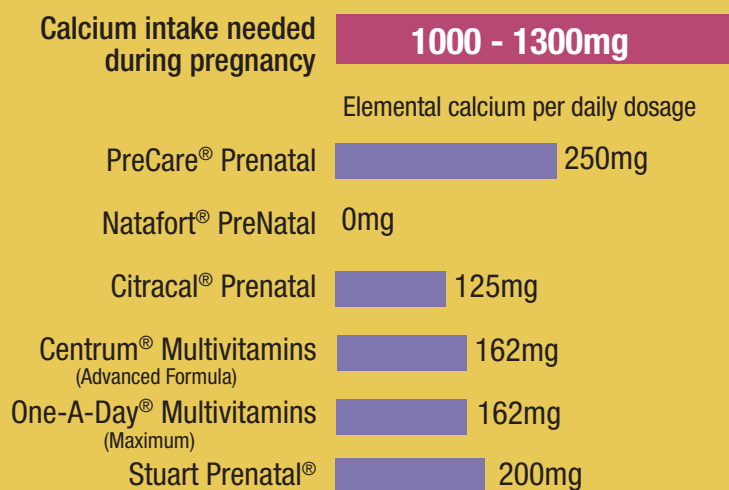 Calcium intake needed
during pregnancy
1000 - 1300mg
Elemental calcium per daily dosage
PreCare® Prenatal 250mg
Natafort® PreNatal 0mg
Citracal® Prenatal 125mg
Centrum® Multivitamins 162mg
(Advanced Formula)
One-A-Day® Multivitamins 162mg
(Maximum)
Stuart Prenatal® 200mg